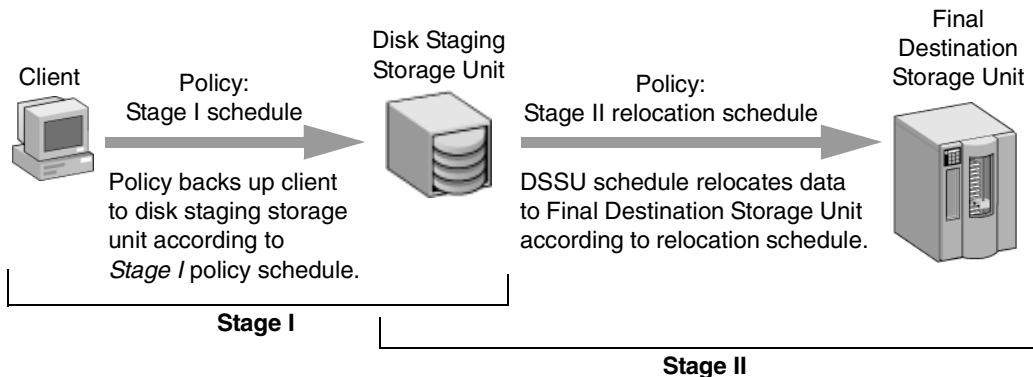 Client
Policy:
Stage I schedule
Policy backs up client
to disk staging storage
unit according to
Stage I policy schedule.
Disk Staging
Storage Unit
Policy:
Stage II relocation schedule
DSSU schedule relocates data
to Final Destination Storage Unit
according to relocation schedule.
Final
Destination
Storage Unit
Stage I
Stage II